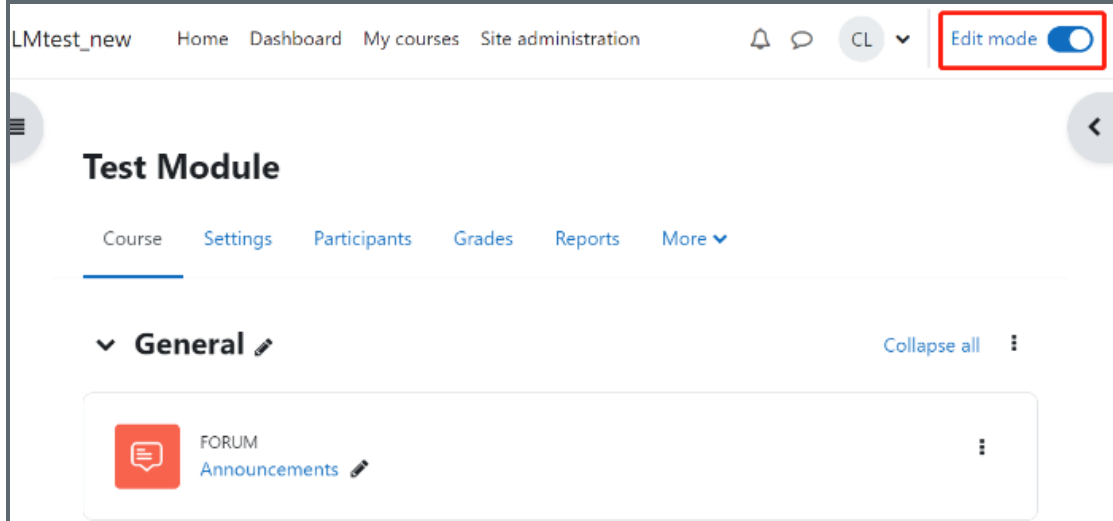 LMtest_new Home Dashboard My courses Site administration CL Edit mode
Test Module
Course Settings Participants Grades Reports More
General Collapse all
FORUM
Announcements